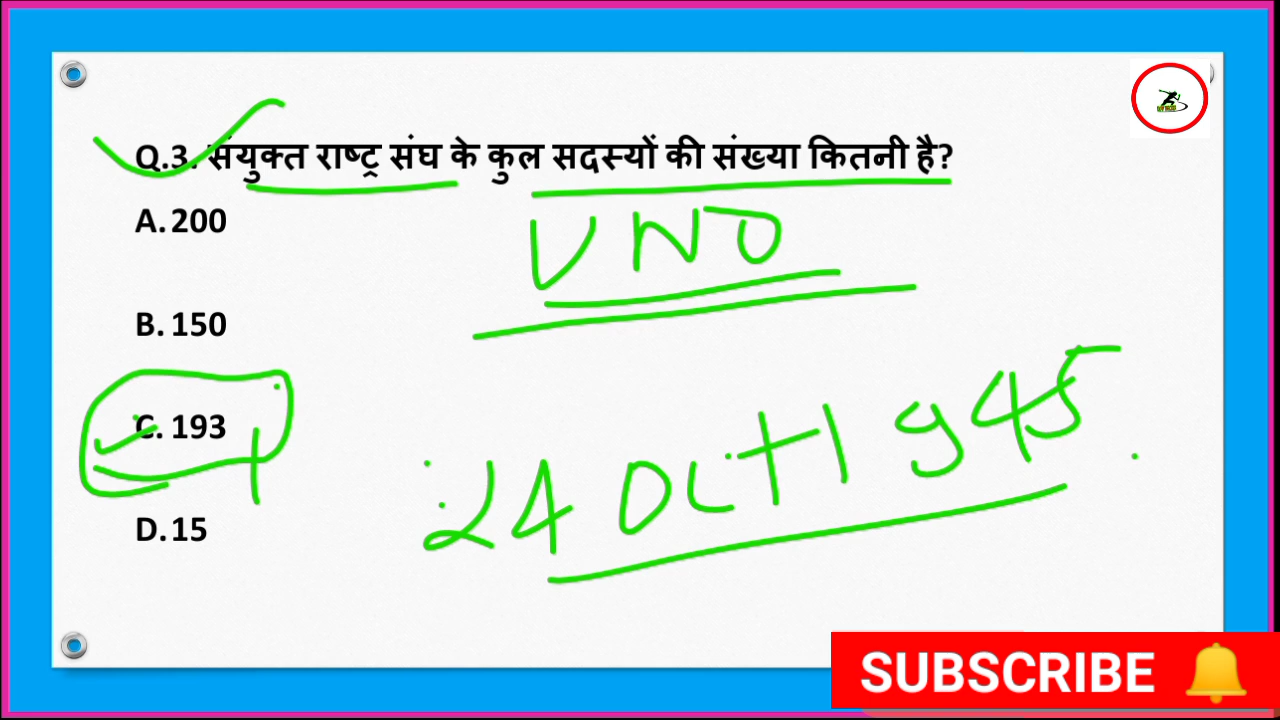 Q.3. संयुक्त राष्ट्र संघ के कुल सदस्यों की संख्या कितनी है?
A. 200
UNO
B. 150
C. 193
24 Oct 1945
D. 15
SUBSCRIBE